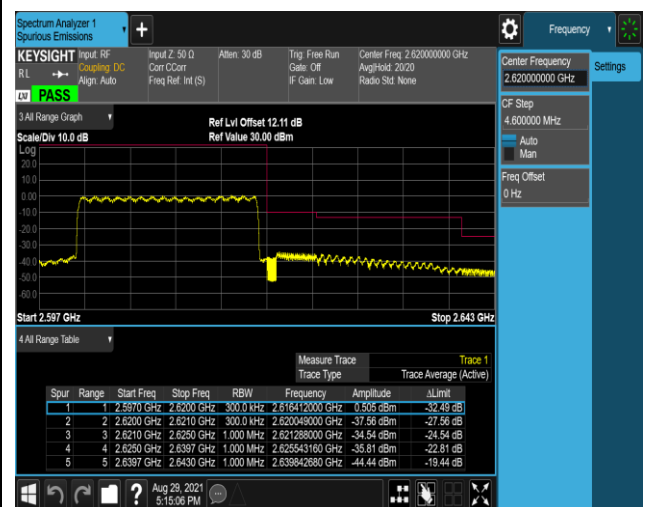 Spectrum Analyzer 1
Spurious Emissions
+
Frequency
KEYSIGHT Input: RF Input Z: 50 Ω Atten: 30 dB Trig: Free Run Center Freq: 2.620000000 GHz
RL Coupling: DC Corr CCorr Gate: Off Avg|Hold: 20/20
Align: Auto Freq Ref: Int (S) IF Gain: Low Radio Std: None
LXI PASS
Center Frequency
2.620000000 GHz
Settings
CF Step
4.600000 MHz
Auto
Man
Freq Offset
0 Hz
3 All Range Graph
Ref Lvl Offset 12.11 dB
Scale/Div 10.0 dB Ref Value 30.00 dBm
Log
20.0
10.0
0.00
-10.0
-20.0
-30.0
-40.0
-50.0
-60.0
Start 2.597 GHz Stop 2.643 GHz
4 All Range Table
Measure Trace Trace 1
Trace Type Trace Average (Active)
Spur Range Start Freq Stop Freq RBW Frequency Amplitude ΔLimit
1 1 2.5970 GHz 2.6200 GHz 300.0 kHz 2.616412000 GHz 0.505 dBm -32.49 dB
2 2 2.6200 GHz 2.6210 GHz 300.0 kHz 2.620049000 GHz -37.56 dBm -27.56 dB
3 3 2.6210 GHz 2.6250 GHz 1.000 MHz 2.621288000 GHz -34.54 dBm -24.54 dB
4 4 2.6250 GHz 2.6397 GHz 1.000 MHz 2.625543160 GHz -35.81 dBm -22.81 dB
5 5 2.6397 GHz 2.6430 GHz 1.000 MHz 2.639842680 GHz -44.44 dBm -19.44 dB
? Aug 29, 2021
5:15:06 PM